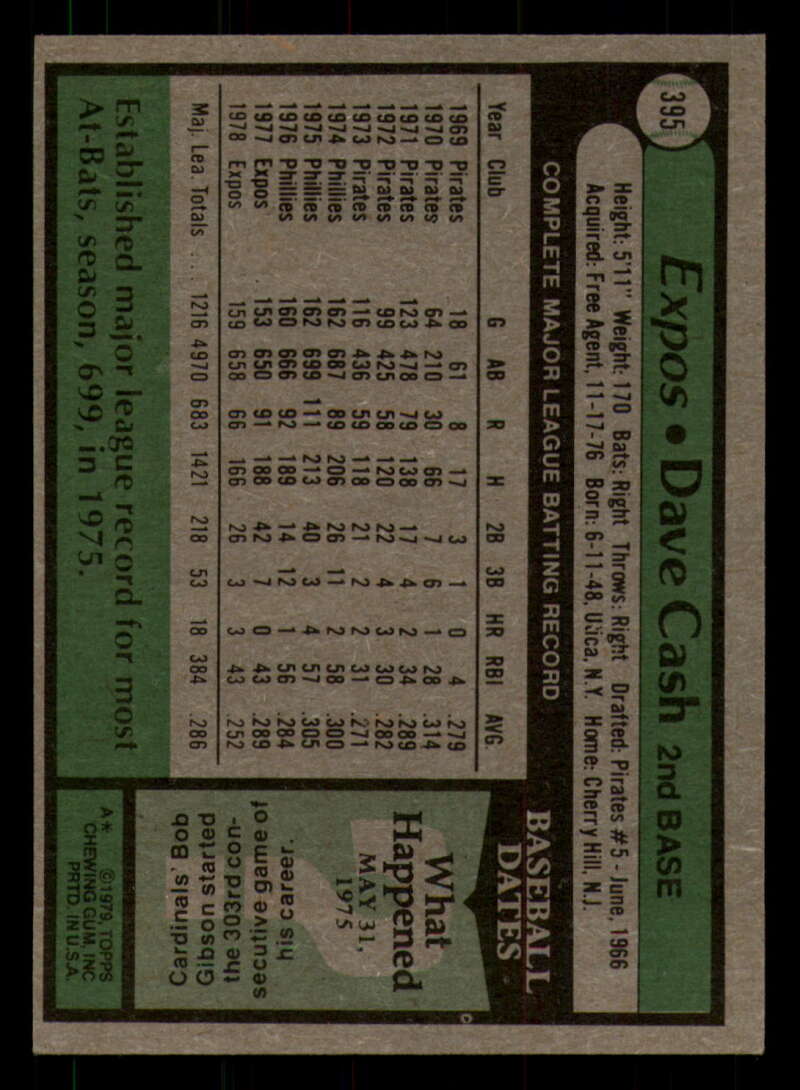 395
Expos • Dave Cash 2nd BASE
Height: 5'11" Weight: 170 Bats: Right Throws: Right Drafted: Pirates #5 - June, 1966
Acquired: Free Agent, 11-17-76 Born: 6-11-48, Utica, N.Y. Home: Cherry Hill, N.J.
COMPLETE MAJOR LEAGUE BATTING RECORD
Year Club G AB R H 2B 3B HR RBI AVG.
1969 Pirates 18 61 8 17 3 1 0 4 .279
1970 Pirates 64 210 30 66 7 6 1 28 .314
1971 Pirates 123 478 79 138 17 4 2 34 .289
1972 Pirates 99 425 58 120 22 4 3 30 .282
1973 Pirates 116 436 59 118 21 2 2 31 .271
1974 Phillies 162 687 89 206 26 11 2 58 .300
1975 Phillies 162 699 111 213 40 3 4 57 .305
1976 Phillies 160 666 92 189 14 12 1 56 .284
1977 Expos 153 650 91 188 42 7 0 43 .289
1978 Expos 159 658 66 166 26 3 3 43 .252
Maj. Lea. Totals ... 1216 4970 683 1421 218 53 18 384 .286
Established major league record for most
At-Bats, season, 699, in 1975.
BASEBALL
DATES
What
Happened
MAY 31,
1975
Cardinals' Bob
Gibson started
the 303rd con-
secutive game of
his career.
A* ©1979 TOPPS
CHEWING GUM, INC
PRTD. IN U.S.A.